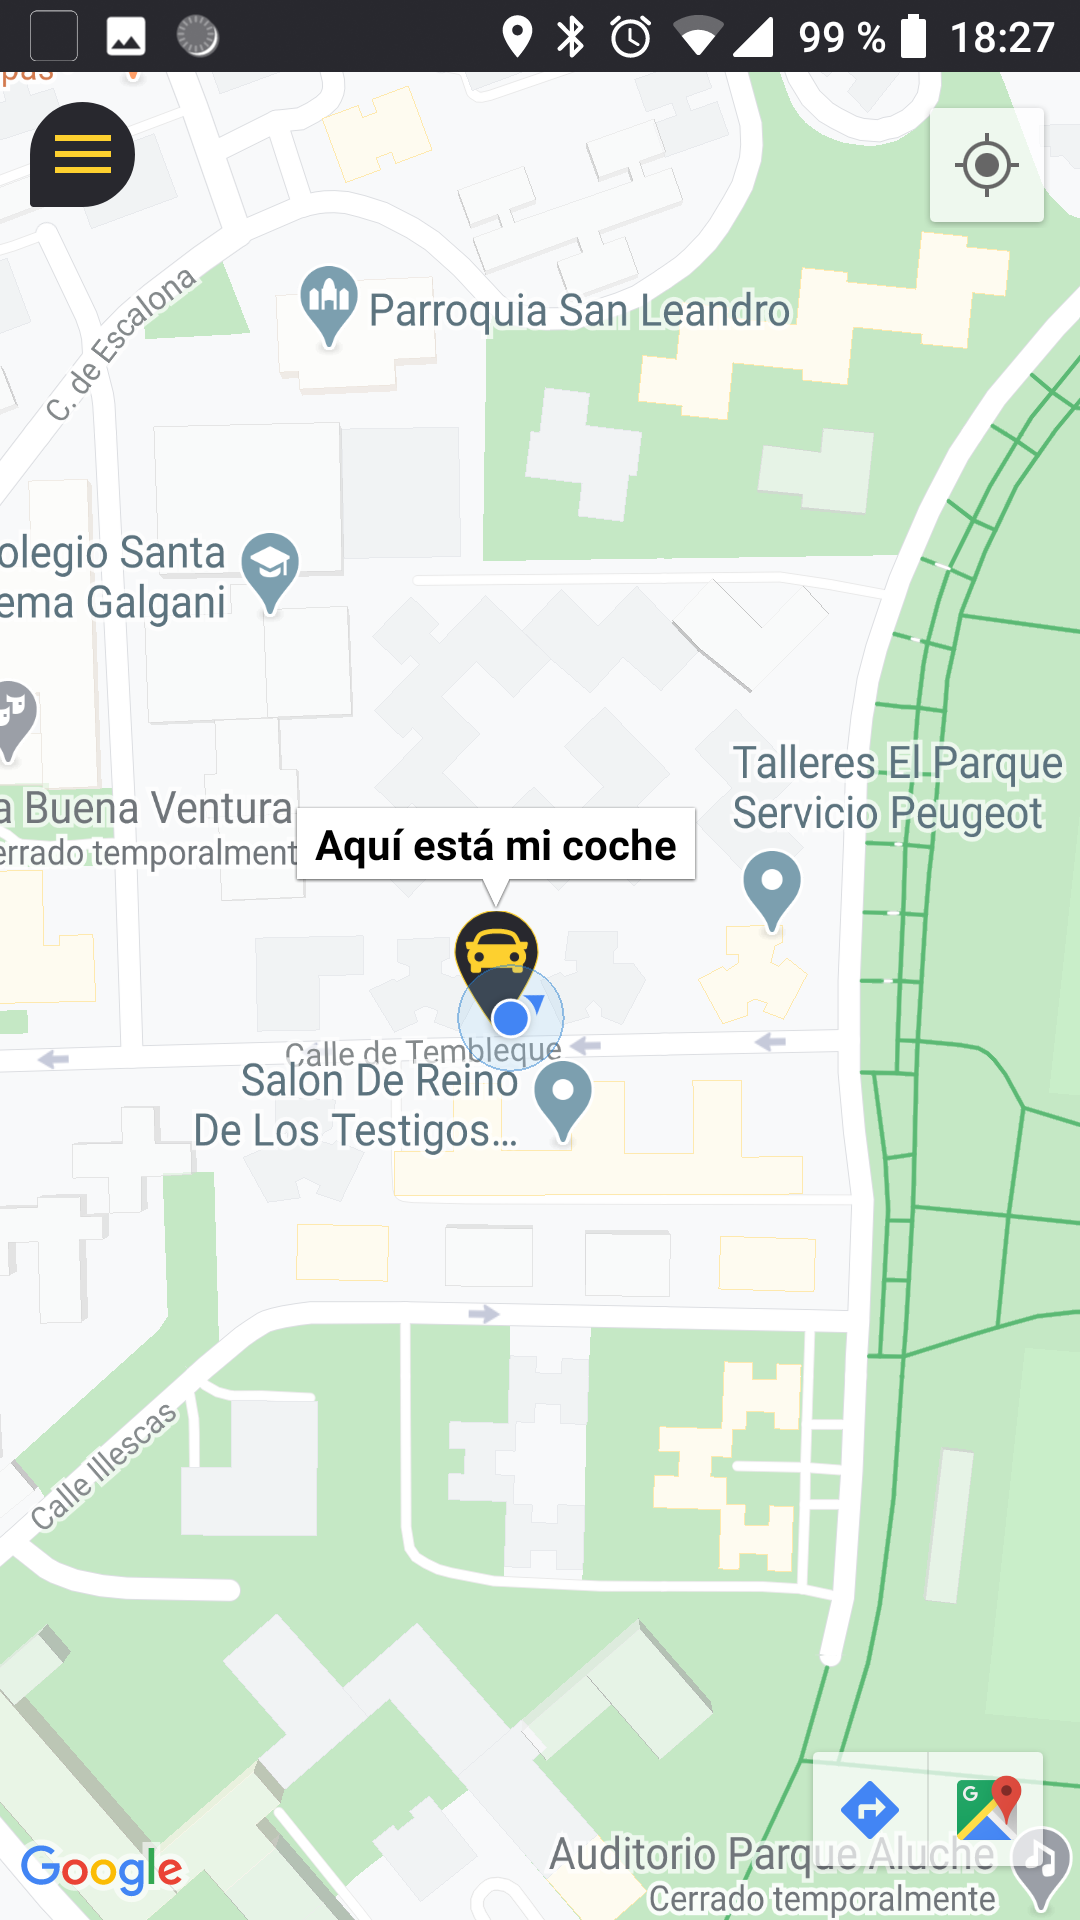 99 % 18:27
pas
C. de Escalona
Parroquia San Leandro
olegio Santa
ema Galgani
Talleres El Parque
Servicio Peugeot
a Buena Ventura
errado temporalment
Aquí está mi coche
Calle de Tembleque
Salon De Reino
De Los Testigos...
Calle Illescas
G
Auditorio Parque Aluche
Cerrado temporalmente
Google